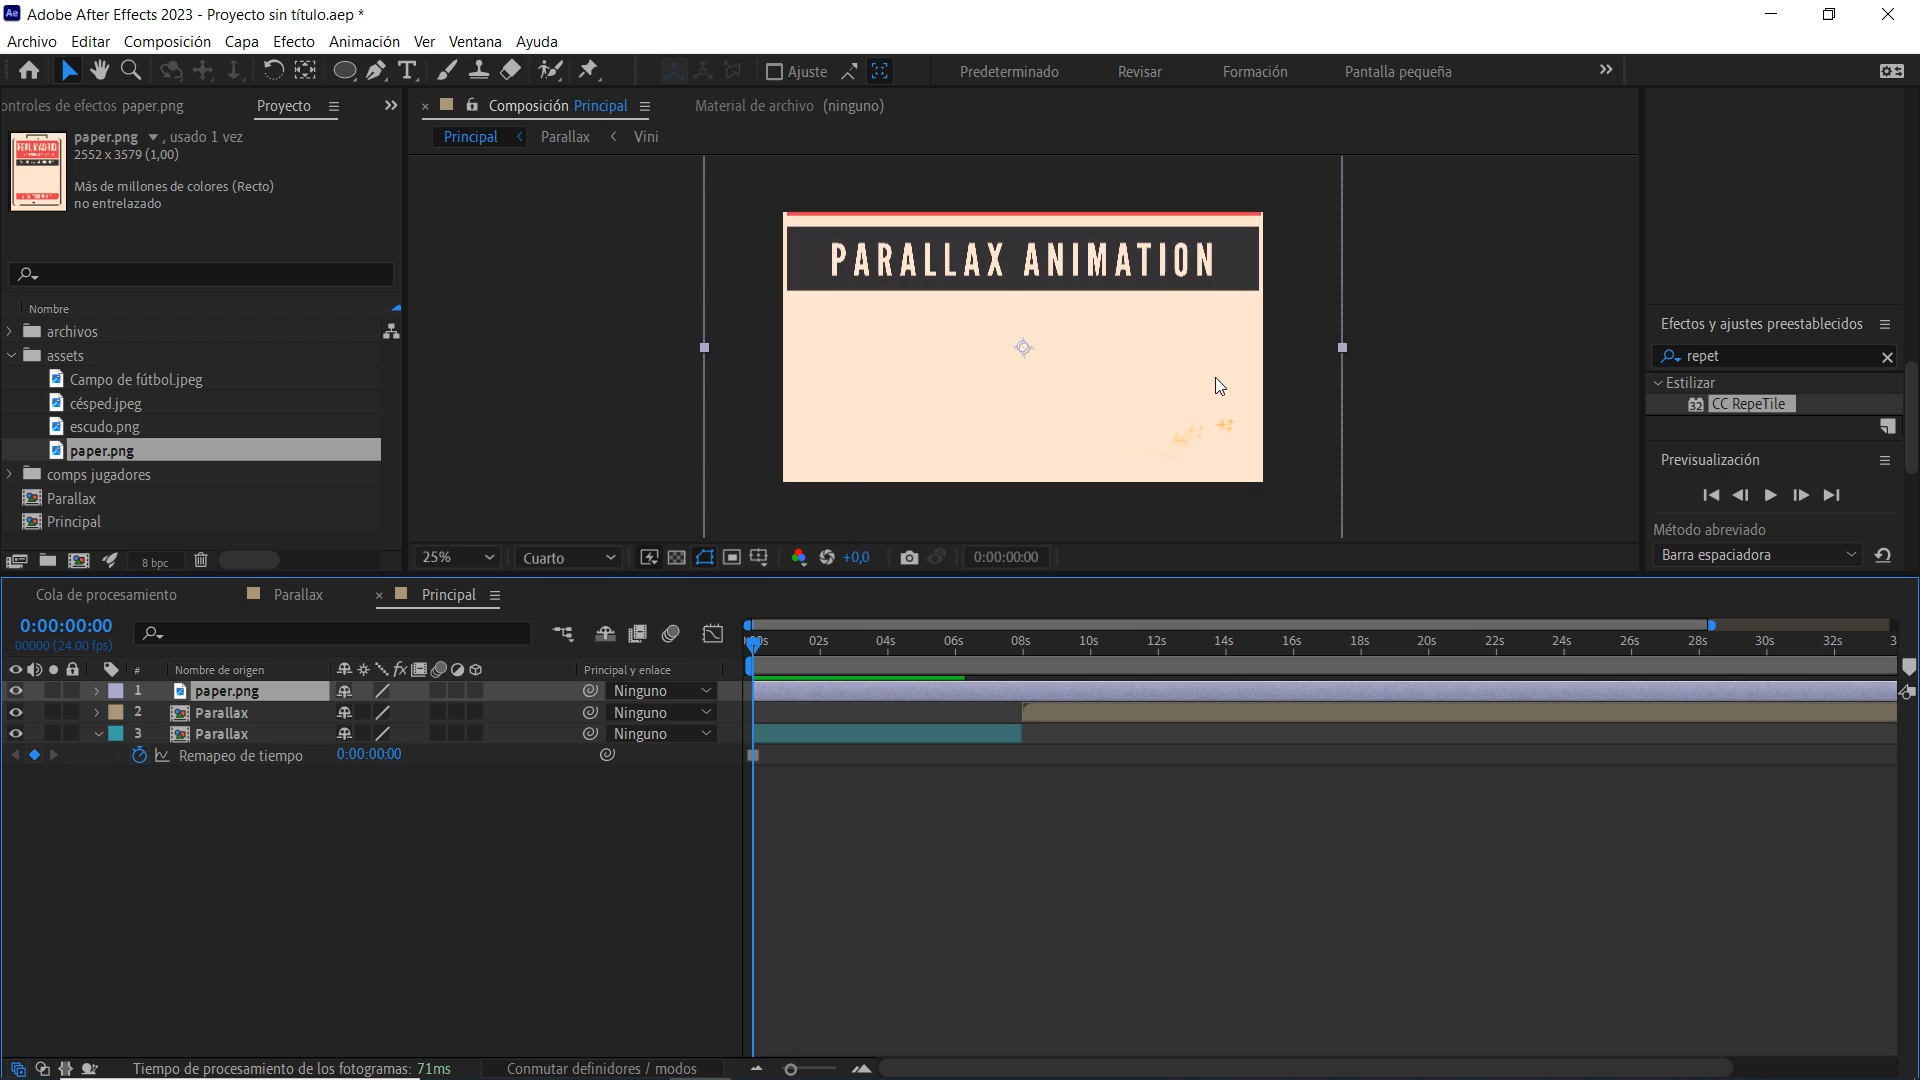 Ae Adobe After Effects 2023 - Proyecto sin título.aep *
Archivo Editar Composición Capa Efecto Animación Ver Ventana Ayuda
T Ajuste Predeterminado Revisar Formación Pantalla pequeña
ontroles de efectos paper.png Proyecto
Composición Principal Material de archivo (ninguno)
Principal Parallax Vini
paper.png , usado 1 vez
2552 x 3579 (1,00)
Más de millones de colores (Recto)
no entrelazado
REAL MADRID
PARALLAX ANIMATION
Nombre
archivos
assets
Campo de fútbol.jpeg
césped.jpeg
escudo.png
paper.png
comps jugadores
Parallax
Principal
8 bpc
25% Cuarto +0,0 0:00:00:00
Efectos y ajustes preestablecidos
repet
Estilizar
32 CC RepeTile
Previsualización
Método abreviado
Barra espaciadora
Cola de procesamiento Parallax Principal
0:00:00:00
00000 (24.00 fps)
00s 02s 04s 06s 08s 10s 12s 14s 16s 18s 20s 22s 24s 26s 28s 30s 32s 3
# Nombre de origen fx Principal y enlace
1 paper.png Ninguno
2 Parallax Ninguno
3 Parallax Ninguno
Remapeo de tiempo 0:00:00:00
Tiempo de procesamiento de los fotogramas: 71ms Conmutar definidores / modos